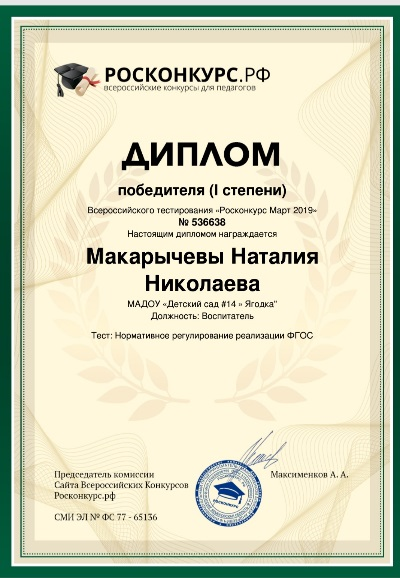 РОСКОНКУРС.РФ
всероссийские конкурсы для педагогов
ДИПЛОМ
победителя (I степени)
Всероссийского тестирования «Росконкурс Март 2019»
№ 536638
Настоящим дипломом награждается
Макарычевы Наталия
Николаева
МАДОУ «Детский сад #14 » Ягодка"
Должность: Воспитатель
Тест: Нормативное регулирование реализации ФГОС
Председатель комиссии
Сайта Всероссийских Конкурсов
Росконкурс.рф
Максименков А. А.
СМИ ЭЛ № ФС 77 - 65136
РОСКОНКУРС